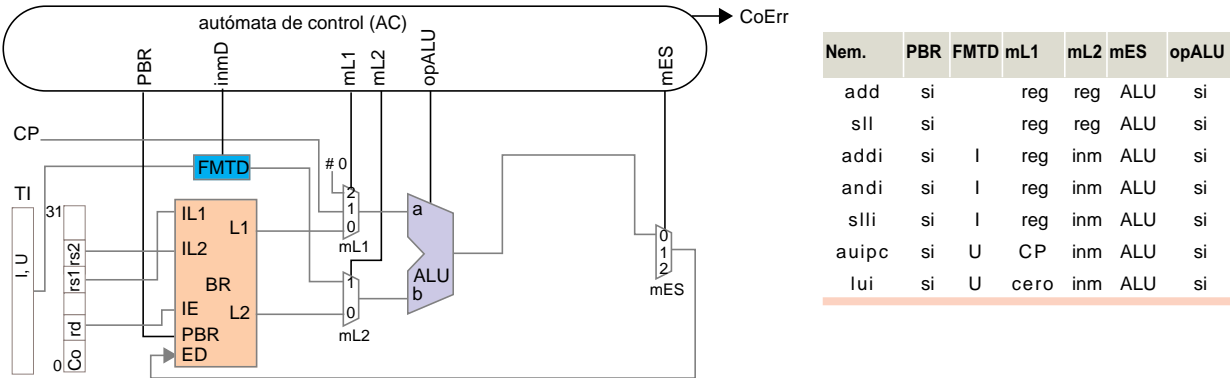 autómata de control (AC)
CoErr
PBR
inmD
mL1
mL2
opALU
mES
CP
FMTD
# 0
TI
31
I, U
rs2
rs1
rd
Co
0
IL1
L1
IL2
BR
IE
L2
PBR
ED
2
1
0
mL1
1
0
mL2
a
ALU
b
0
1
2
mES
Nem. PBR FMTD mL1 mL2 mES opALU
add si reg reg ALU si
sll si reg reg ALU si
addi si I reg inm ALU si
andi si I reg inm ALU si
slli si I reg inm ALU si
auipc si U CP inm ALU si
lui si U cero inm ALU si